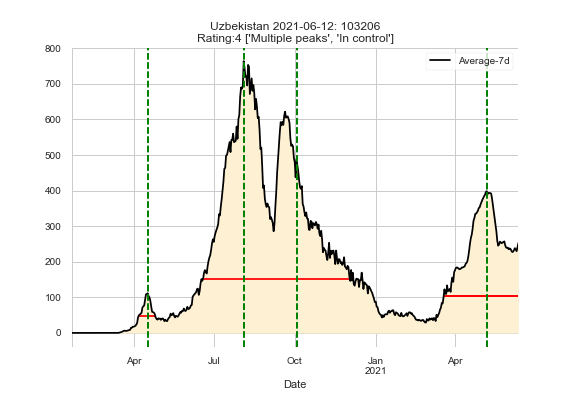 Uzbekistan 2021-06-12: 103206
Rating:4 ['Multiple peaks', 'In control']
800
700
600
500
400
300
200
100
0
Average-7d
Apr
Jul
Oct
Jan
2021
Apr
Date